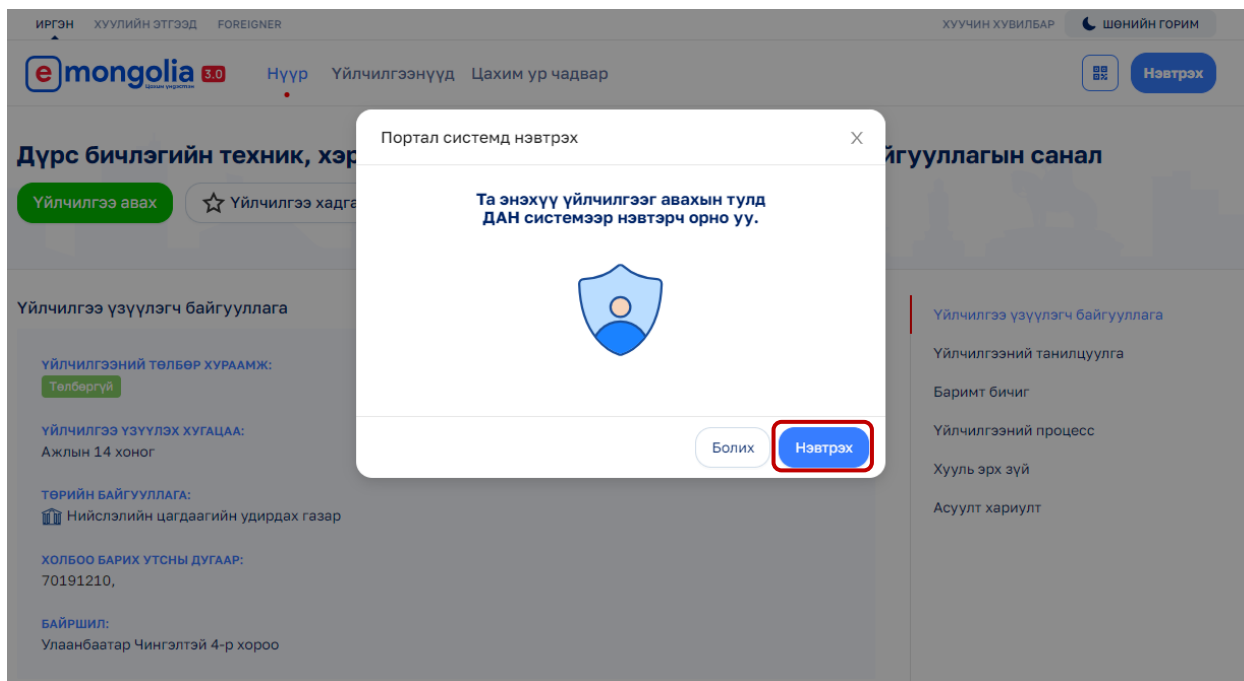 ИРГЭН ХУУЛИЙН ЭТГЭЭД FOREIGNER ХУУЧИН ХУВИЛБАР ШӨНИЙН ГОРИМ
e mongolia 3.0 Нүүр Үйлчилгээнүүд Цахим ур чадвар Нэвтрэх
Портал системд нэвтрэх
Дүрс бичлэгийн техник, хэр йгууллагын санал
Үйлчилгээ авах Үйлчилгээ хадга
Та энэхүү үйлчилгээг авахын тулд
ДАН системээр нэвтэрч орно уу.
Болих Нэвтрэх
Үйлчилгээ үзүүлэгч байгууллага
ҮЙЛЧИЛГЭЭНИЙ ТӨЛБӨР ХУРААМЖ:
Төлбөргүй
ҮЙЛЧИЛГЭЭ ҮЗҮҮЛЭХ ХУГАЦАА:
Ажлын 14 хоног
ТӨРИЙН БАЙГУУЛЛАГА:
Нийслэлийн цагдаагийн удирдах газар
ХОЛБОО БАРИХ УТСНЫ ДУГААР:
70191210,
БАЙРШИЛ:
Улаанбаатар Чингэлтэй 4-р хороо
Үйлчилгээ үзүүлэгч байгууллага
Үйлчилгээний танилцуулга
Баримт бичиг
Үйлчилгээний процесс
Хууль эрх зүй
Асуулт хариулт